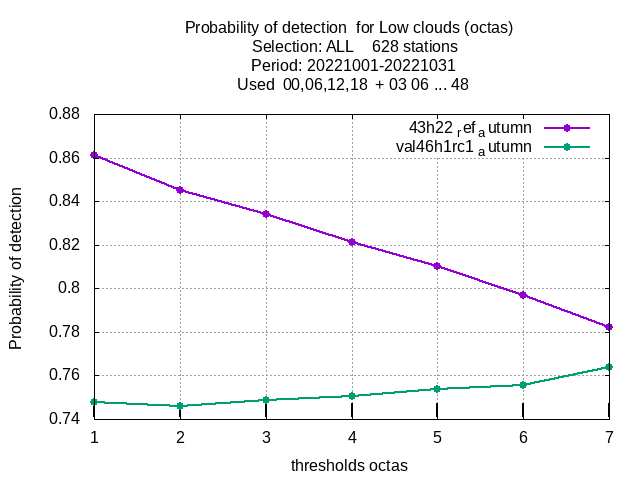 Probability of detection  for Low clouds (octas)
Selection: ALL    628 stations
Period: 20221001-20221031
Used  00,06,12,18  + 03 06 ... 48
43h22 ref a utumn
val46h1rc1 a utumn
0.88
0.86
0.84
0.82
0.8
0.78
0.76
0.74
Probability of detection
1 2 3 4 5 6 7
thresholds octas